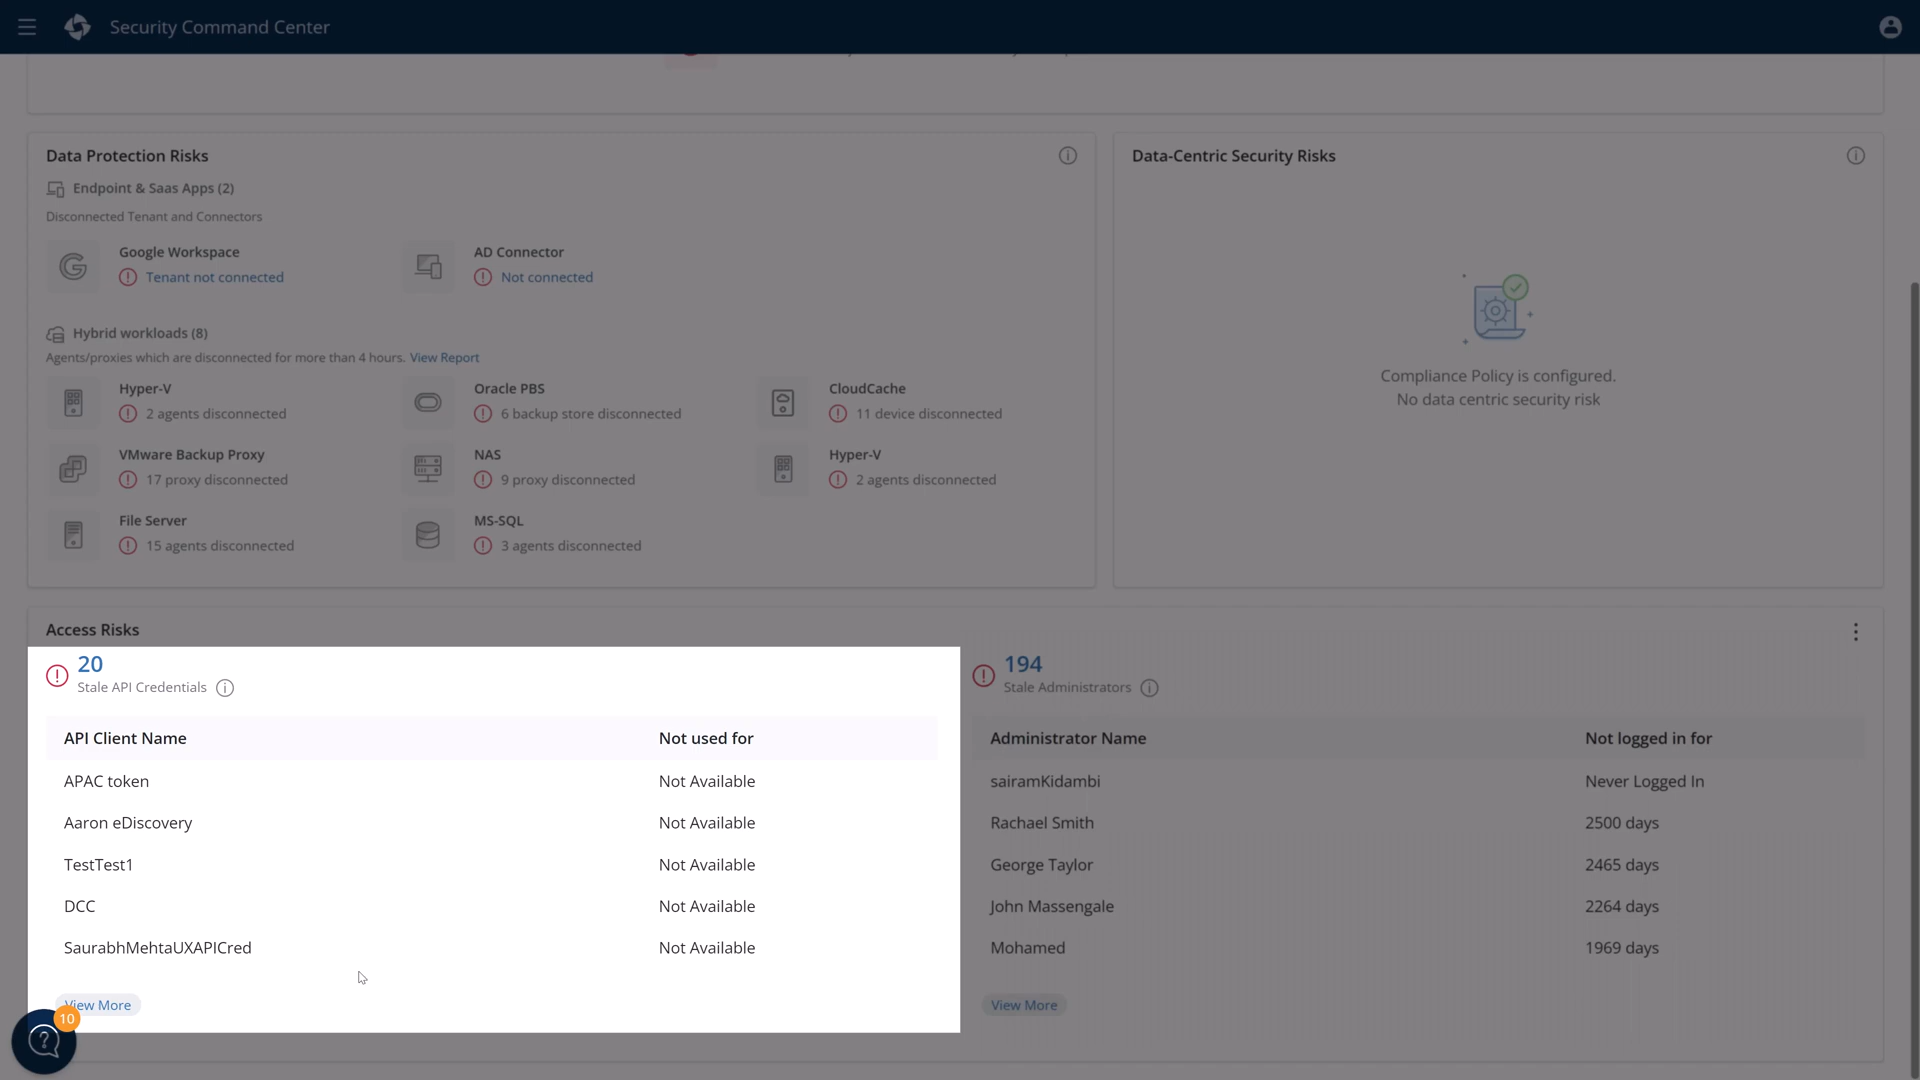 Security Command Center
Data Protection Risks
Endpoint & Saas Apps (2)
Disconnected Tenant and Connectors
Google Workspace
Tenant not connected
AD Connector
Not connected
Hybrid workloads (8)
Agents/proxies which are disconnected for more than 4 hours. View Report
Hyper-V
2 agents disconnected
Oracle PBS
6 backup store disconnected
CloudCache
11 device disconnected
VMware Backup Proxy
17 proxy disconnected
NAS
9 proxy disconnected
Hyper-V
2 agents disconnected
File Server
15 agents disconnected
MS-SQL
3 agents disconnected
Data-Centric Security Risks
Compliance Policy is configured.
No data centric security risk
Access Risks
20
Stale API Credentials
API Client Name Not used for
APAC token Not Available
Aaron eDiscovery Not Available
TestTest1 Not Available
DCC Not Available
SaurabhMehtaUXAPICred Not Available
View More
10
194
Stale Administrators
Administrator Name Not logged in for
sairamKidambi Never Logged In
Rachael Smith 2500 days
George Taylor 2465 days
John Massengale 2264 days
Mohamed 1969 days
View More